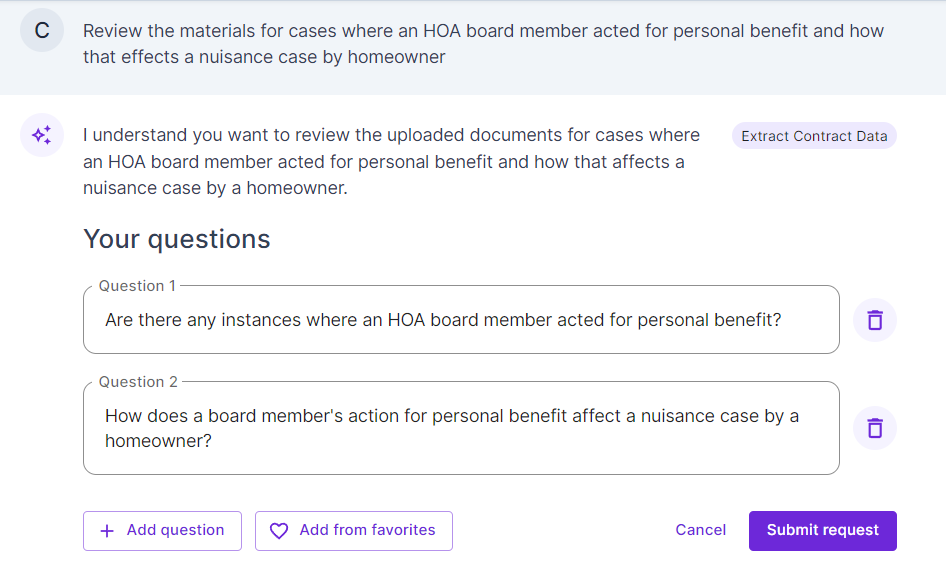 C
Review the materials for cases where an HOA board member acted for personal benefit and how
that effects a nuisance case by homeowner
I understand you want to review the uploaded documents for cases where
an HOA board member acted for personal benefit and how that affects a
nuisance case by a homeowner.
Extract Contract Data
Your questions
Question 1
Are there any instances where an HOA board member acted for personal benefit?
Question 2
How does a board member's action for personal benefit affect a nuisance case by a
homeowner?
Add question
Add from favorites
Cancel
Submit request